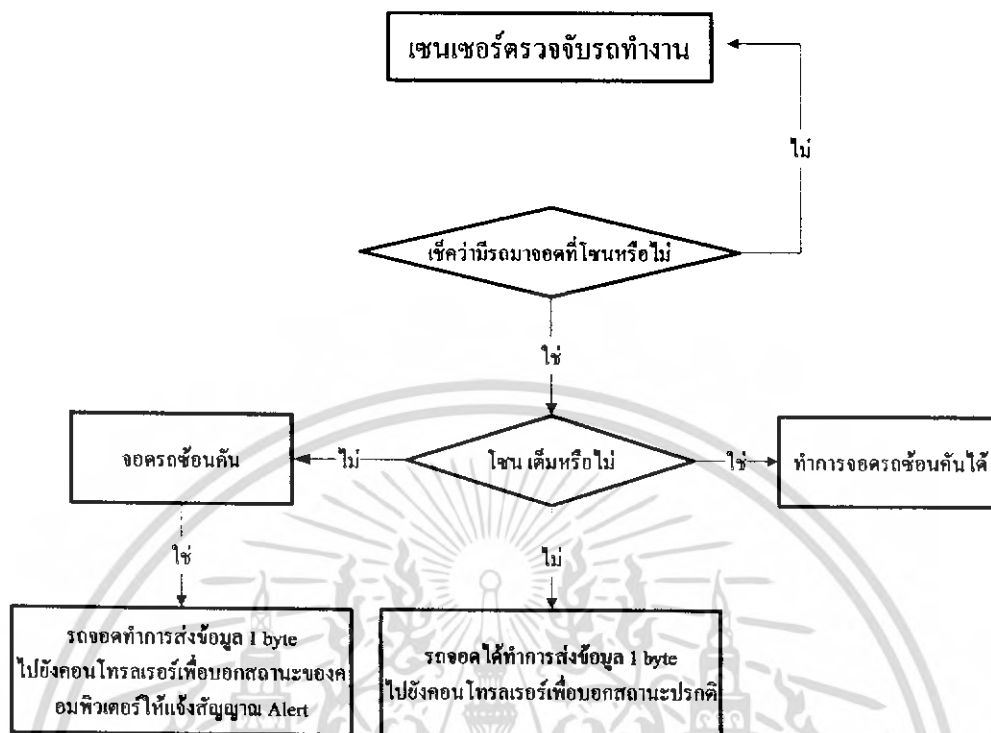 เซนเซอร์ตรวจจับรถทำงาน
ไม่
เช็คว่ามีรถมาจอดที่โซนหรือไม่
ใช่
จอดรถซ้อนคัน
ไม่
โซน เต็มหรือไม่
ใช่
ทำการจอดรถซ้อนคันได้
ใช่
ไม่
รถจอดทำการส่งข้อมูล 1 byte
ไปยังคอนโทรลเรอร์เพื่อบอกสถานะของค
อมพิวเตอร์ให้แจ้งสัญญาณ Alert
รถจอดได้ทำการส่งข้อมูล 1 byte
ไปยังคอนโทรลเรอร์เพื่อบอกสถานะปรกติ